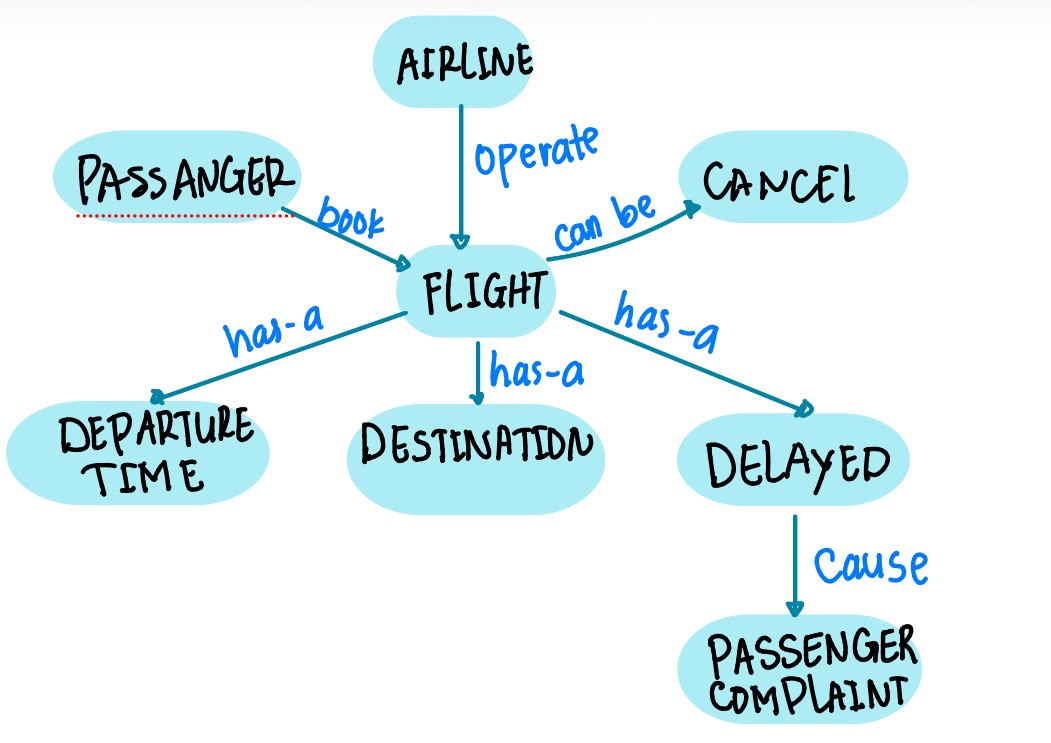 AIRLINE
operate
PASSANGER
book
CANCEL
can be
FLIGHT
has-a
has-a
has-a
DEPARTURE
TIME
DESTINATION
DELAYED
Cause
PASSENGER
COMPLAINT